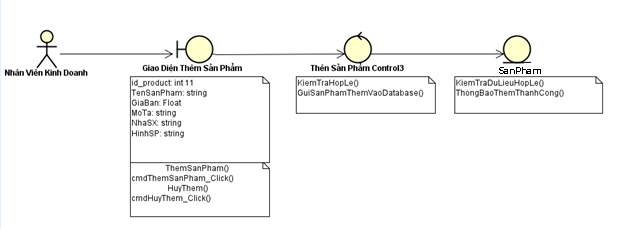 Nhân Viên Kinh Doanh
Giao Diện Thêm Sản Phẩm
Thên Sản Phẩm Control3
SanPham
id_product: int 11
TenSanPham: string
GiaBan: Float
MoTa: string
NhaSX: string
HinhSP: string
ThemSanPham()
cmdThemSanPham_Click()
HuyThem()
cmdHuyThem_Click()
KiemTraHopLe()
GuiSanPhamThemVaoDatabase()
KiemTraDuLieuHopLe()
ThongBaoThemThanhCong()